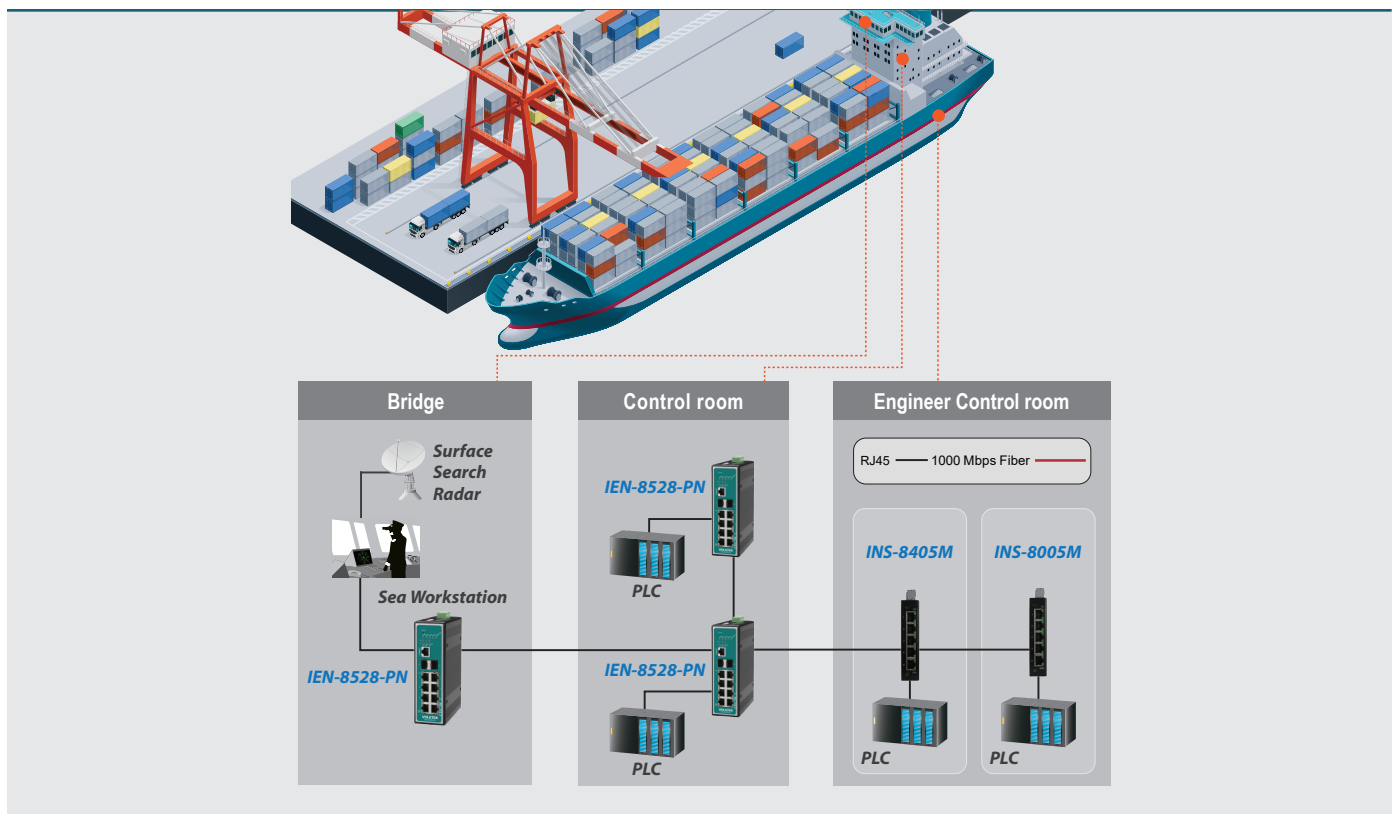 Bridge
Surface
Search
Radar
Sea Workstation
IEN-8528-PN
Control room
IEN-8528-PN
PLC
IEN-8528-PN
PLC
Engineer Control room
RJ45
1000 Mbps Fiber
INS-8405M
PLC
INS-8005M
PLC